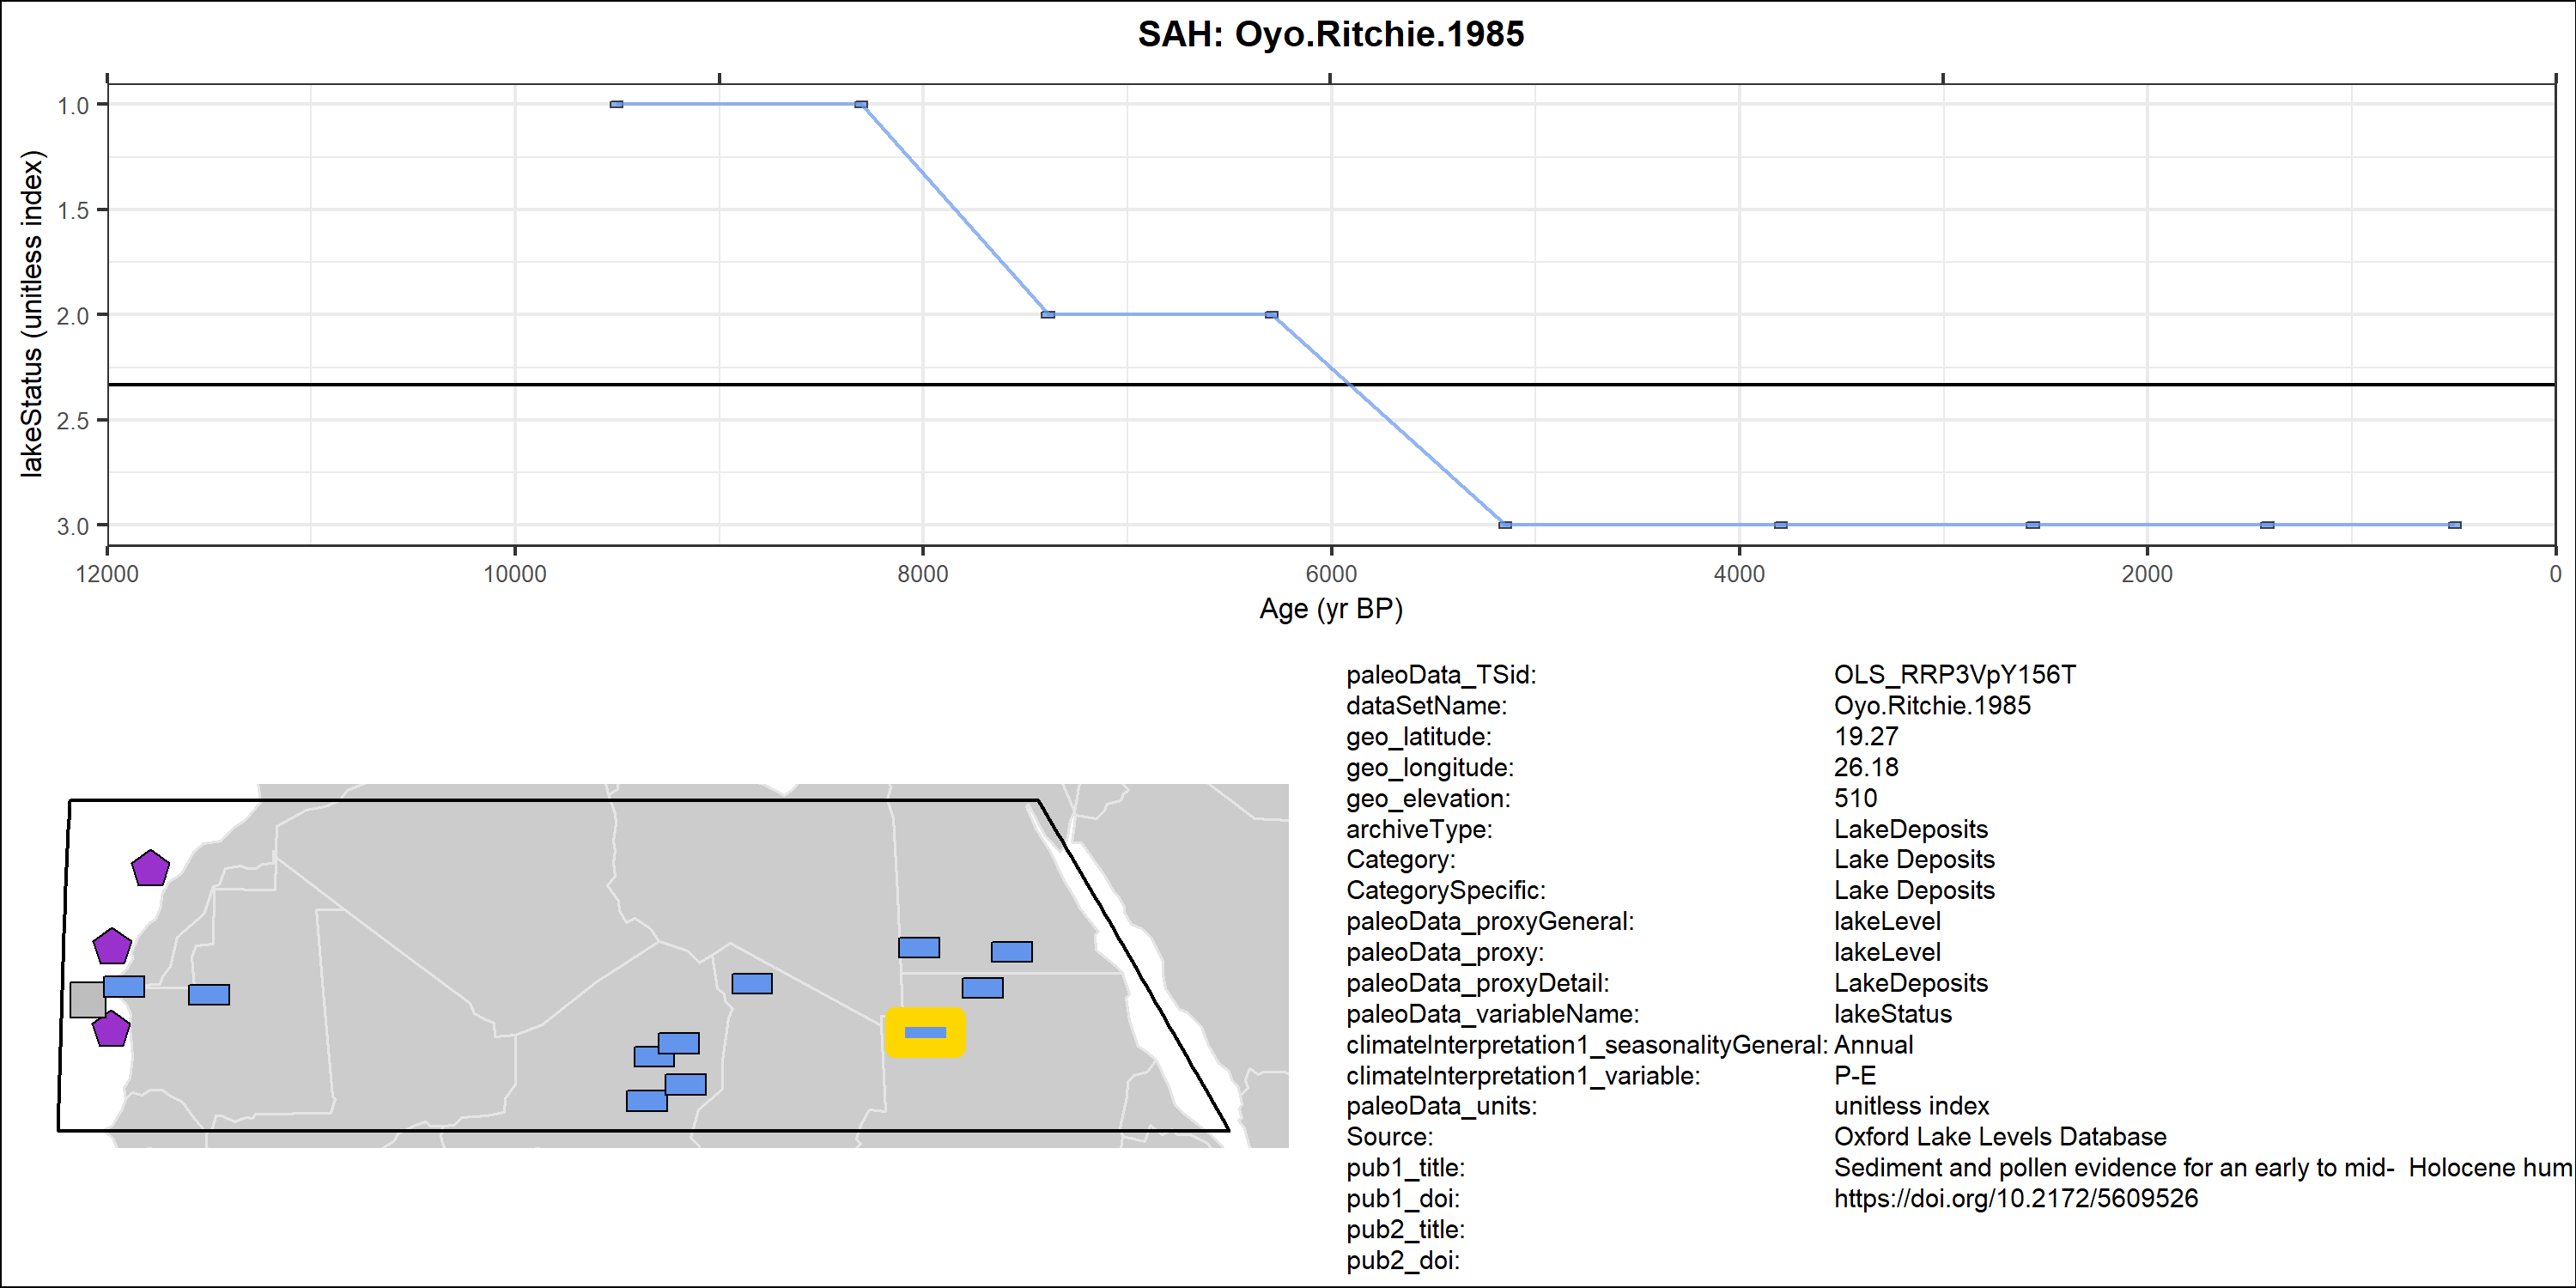 SAH: Oyo.Ritchie.1985
lakeStatus (unitless index)
1.0
1.5
2.0
2.5
3.0
12000 10000 8000 6000 4000 2000 0
Age (yr BP)
paleoData_TSid: OLS_RRP3VpY156T
dataSetName: Oyo.Ritchie.1985
geo_latitude: 19.27
geo_longitude: 26.18
geo_elevation: 510
archiveType: LakeDeposits
Category: Lake Deposits
CategorySpecific: Lake Deposits
paleoData_proxyGeneral: lakeLevel
paleoData_proxy: lakeLevel
paleoData_proxyDetail: LakeDeposits
paleoData_variableName: lakeStatus
climateInterpretation1_seasonalityGeneral: Annual
climateInterpretation1_variable: P-E
paleoData_units: unitless index
Source: Oxford Lake Levels Database
pub1_title: Sediment and pollen evidence for an early to mid- Holocene hum
pub1_doi: https://doi.org/10.2172/5609526
pub2_title:
pub2_doi: